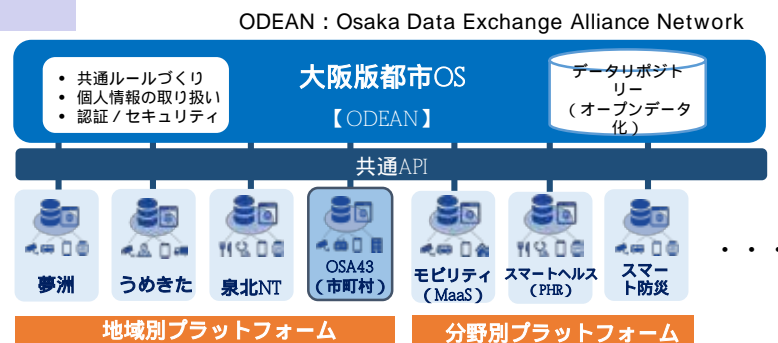 ODEAN：Osaka Data Exchange Alliance Network
• 共通ルールづくり
• 個人情報の取り扱い
• 認証/セキュリティ
大阪版都市OS
【ODEAN】
データリポジト
リー
(オープンデータ
化)
共通API
夢洲
うめきた
泉北NT
OSA43
(市町村)
モビリティ
(MaaS)
スマートヘルス
(PHR)
スマー
ト防災
・・・
地域別プラットフォーム
分野別プラットフォーム